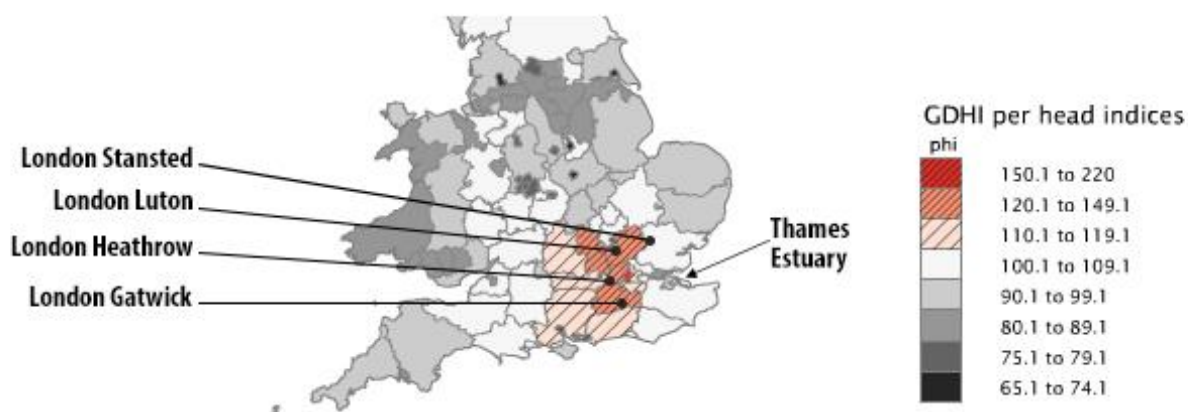 London Stansted
London Luton
London Heathrow
London Gatwick
Thames
Estuary
GDHI per head indices
phi
150.1 to 220
120.1 to 149.1
110.1 to 119.1
100.1 to 109.1
90.1 to 99.1
80.1 to 89.1
75.1 to 79.1
65.1 to 74.1